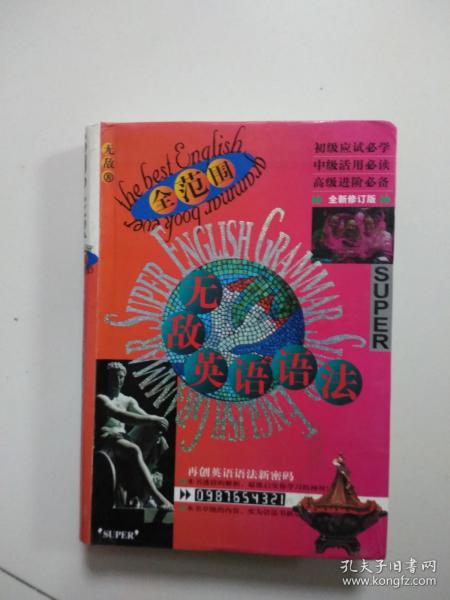 无敌®
the best English
grammar book ever
全范围
初级应试必学
中级活用必读
高级进阶必备
全新修订版
SUPER ENGLISH GRAMMAR
SUPER ENGLISH GRAMMAR
SUPER
无敌英语语法
再创英语语法新密码
0987654321
'SUPER'
孔夫子旧书网
www.kongfz.com